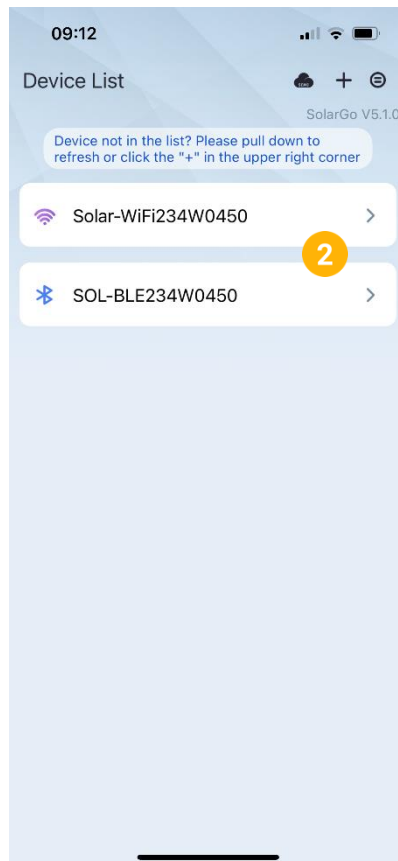 09:12
Device List
SolarGo V5.1.0
Device not in the list? Please pull down to
refresh or click the "+" in the upper right corner
Solar-WiFi234W0450
2
SOL-BLE234W0450